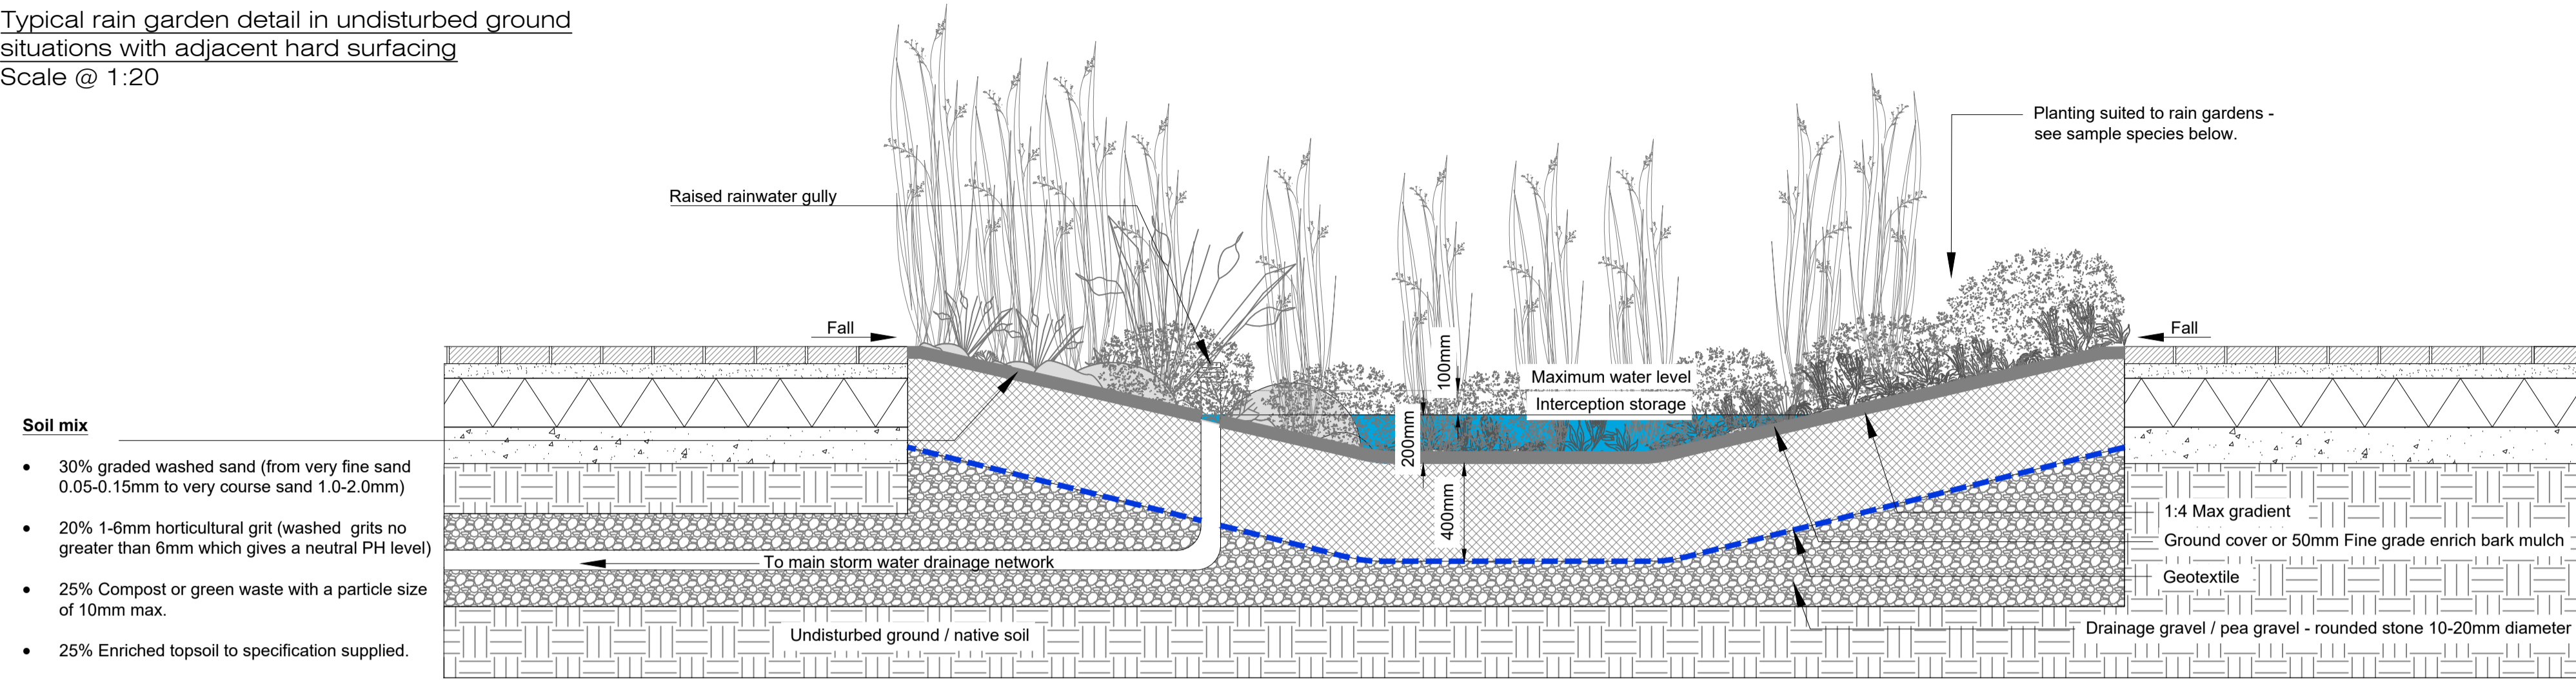 Typical rain garden detail in undisturbed ground
situations with adjacent hard surfacing
Scale @ 1:20
Planting suited to rain gardens -
see sample species below.
Raised rainwater gully
Fall
Fall
100mm
Maximum water level
Interception storage
200mm
400mm
Soil mix
• 30% graded washed sand (from very fine sand
0.05-0.15mm to very course sand 1.0-2.0mm)
• 20% 1-6mm horticultural grit (washed grits no
greater than 6mm which gives a neutral PH level)
• 25% Compost or green waste with a particle size
of 10mm max.
• 25% Enriched topsoil to specification supplied.
To main storm water drainage network
Undisturbed ground / native soil
1:4 Max gradient
Ground cover or 50mm Fine grade enrich bark mulch
Geotextile
Drainage gravel / pea gravel - rounded stone 10-20mm diameter